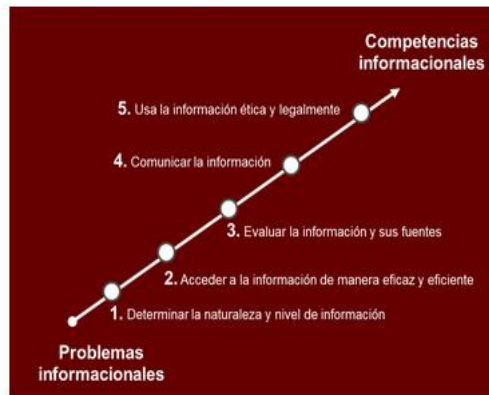 Competencias
informacionales
5. Usa la información ética y legalmente
4. Comunicar la información
3. Evaluar la información y sus fuentes
2. Acceder a la información de manera eficaz y eficiente
1. Determinar la naturaleza y nivel de información
Problemas
informacionales